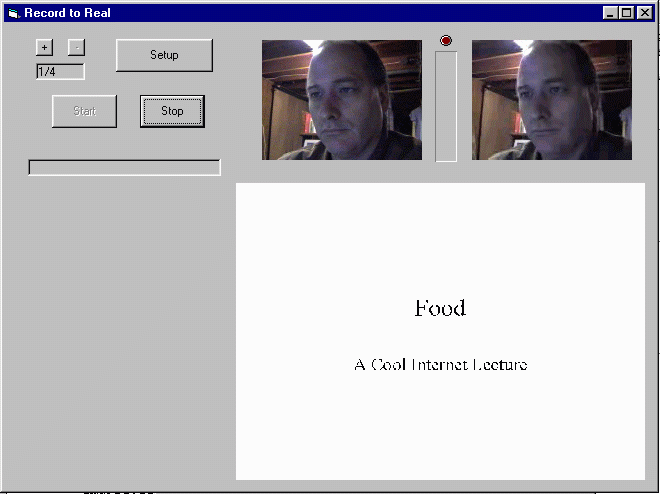 Record to Real
+ -
Setup
1/4
Start
Stop
Food
A Cool Internet Lecture